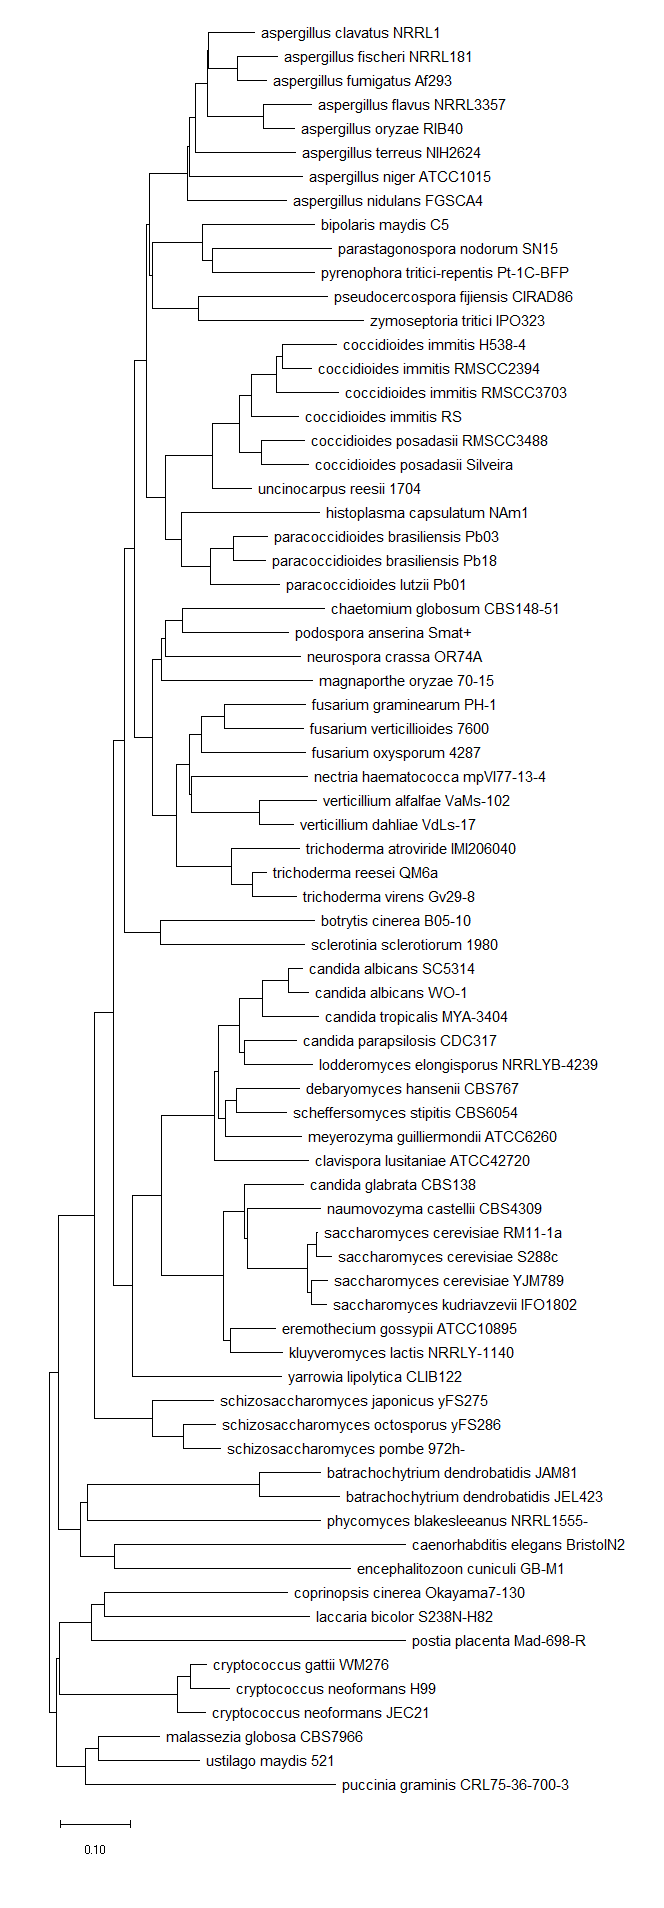 aspergillus clavatus NRRL1
aspergillus fischeri NRRL181
aspergillus fumigatus Af293
aspergillus flavus NRRL3357
aspergillus oryzae RIB40
aspergillus terreus NIH2624
aspergillus niger ATCC1015
aspergillus nidulans FGSCA4
bipolaris maydis C5
parastagonospora nodorum SN15
pyrenophora tritici-repentis Pt-1C-BFP
pseudocercospora fijiensis CIRAD86
zymoseptoria tritici IPO323
coccidioides immitis H538-4
coccidioides immitis RMSCC2394
coccidioides immitis RMSCC3703
coccidioides immitis RS
coccidioides posadasii RMSCC3488
coccidioides posadasii Silveira
uncinocarpus reesii 1704
histoplasma capsulatum NAm1
paracoccidioides brasiliensis Pb03
paracoccidioides brasiliensis Pb18
paracoccidioides lutzii Pb01
chaetomium globosum CBS148-51
podospora anserina Smat+
neurospora crassa OR74A
magnaporthe oryzae 70-15
fusarium graminearum PH-1
fusarium verticillioides 7600
fusarium oxysporum 4287
nectria haematococca mpVI77-13-4
verticillium alfalfae VaMs-102
verticillium dahliae VdLs-17
trichoderma atroviride IMI206040
trichoderma reesei QM6a
trichoderma virens Gv29-8
botrytis cinerea B05-10
sclerotinia sclerotiorum 1980
candida albicans SC5314
candida albicans WO-1
candida tropicalis MYA-3404
candida parapsilosis CDC317
lodderomyces elongisporus NRRLYB-4239
debaryomyces hansenii CBS767
scheffersomyces stipitis CBS6054
meyerozyma guilliermondii ATCC6260
clavispora lusitaniae ATCC42720
candida glabrata CBS138
naumovozyma castellii CBS4309
saccharomyces cerevisiae RM11-1a
saccharomyces cerevisiae S288c
saccharomyces cerevisiae YJM789
saccharomyces kudriavzevii IFO1802
eremothecium gossypii ATCC10895
kluyveromyces lactis NRRLY-1140
yarrowia lipolytica CLIB122
schizosaccharomyces japonicus yFS275
schizosaccharomyces octosporus yFS286
schizosaccharomyces pombe 972h-
batrachochytrium dendrobatidis JAM81
batrachochytrium dendrobatidis JEL423
phycomyces blakesleeanus NRRL1555-
caenorhabditis elegans BristolN2
encephalitozoon cuniculi GB-M1
coprinopsis cinerea Okayama7-130
laccaria bicolor S238N-H82
postia placenta Mad-698-R
cryptococcus gattii WM276
cryptococcus neoformans H99
cryptococcus neoformans JEC21
malassezia globosa CBS7966
ustilago maydis 521
puccinia graminis CRL75-36-700-3
0.10